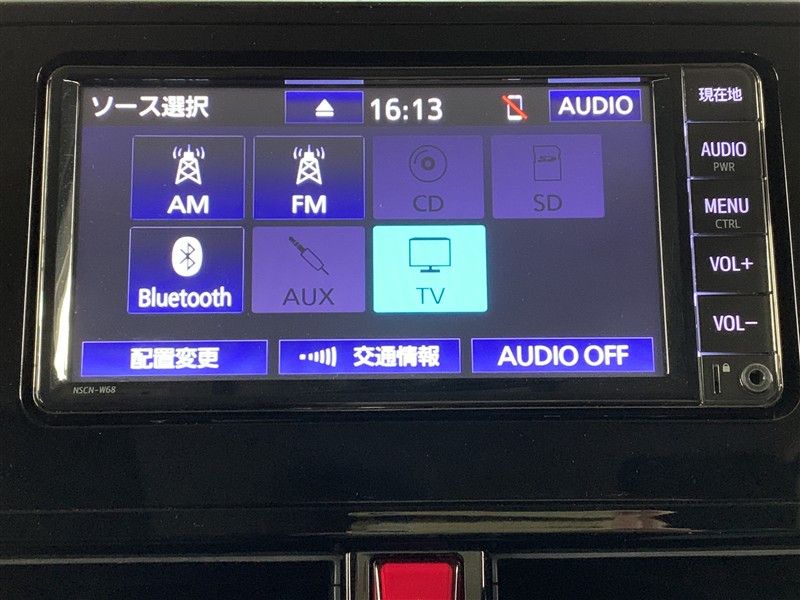 ソース選択 16:13 AUDIO
AM FM CD SD
Bluetooth AUX TV
配置変更 交通情報 AUDIO OFF
NSCN-W68
現在地
AUDIO
PWR
MENU
CTRL
VOL+
VOL−